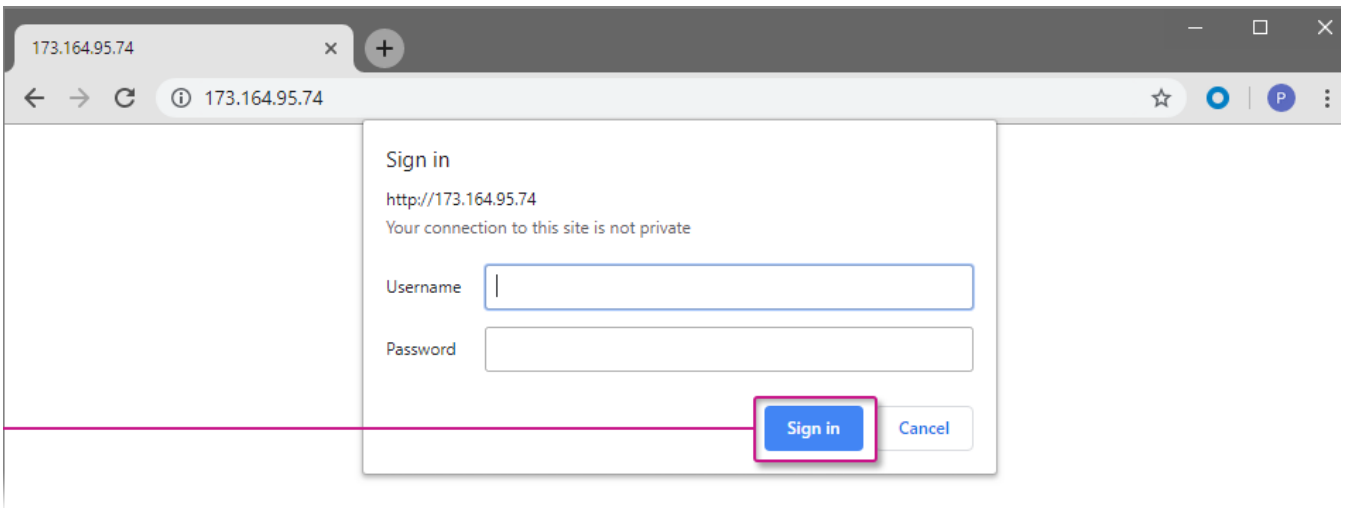 173.164.95.74
173.164.95.74
Sign in
http://173.164.95.74
Your connection to this site is not private
Username
Password
Sign in Cancel
P